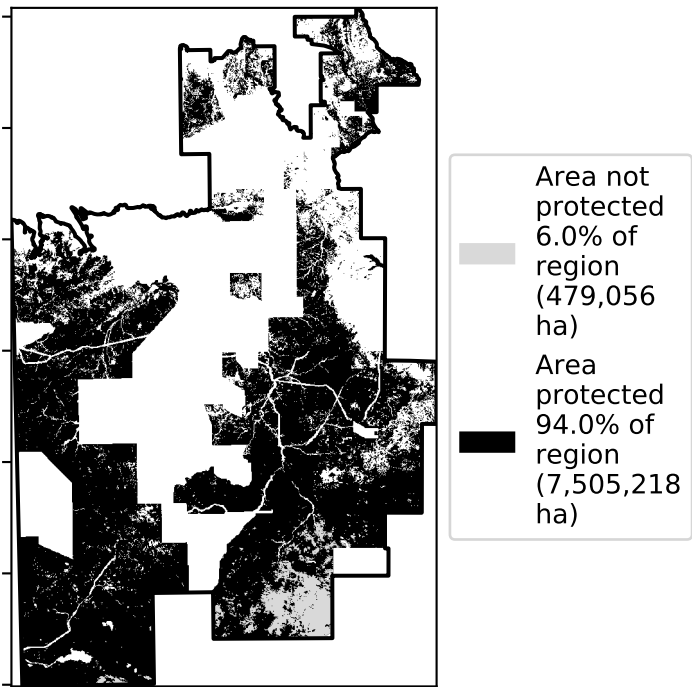 Area not
protected
6.0% of
region
(479,056
ha)
Area
protected
94.0% of
region
(7,505,218
ha)